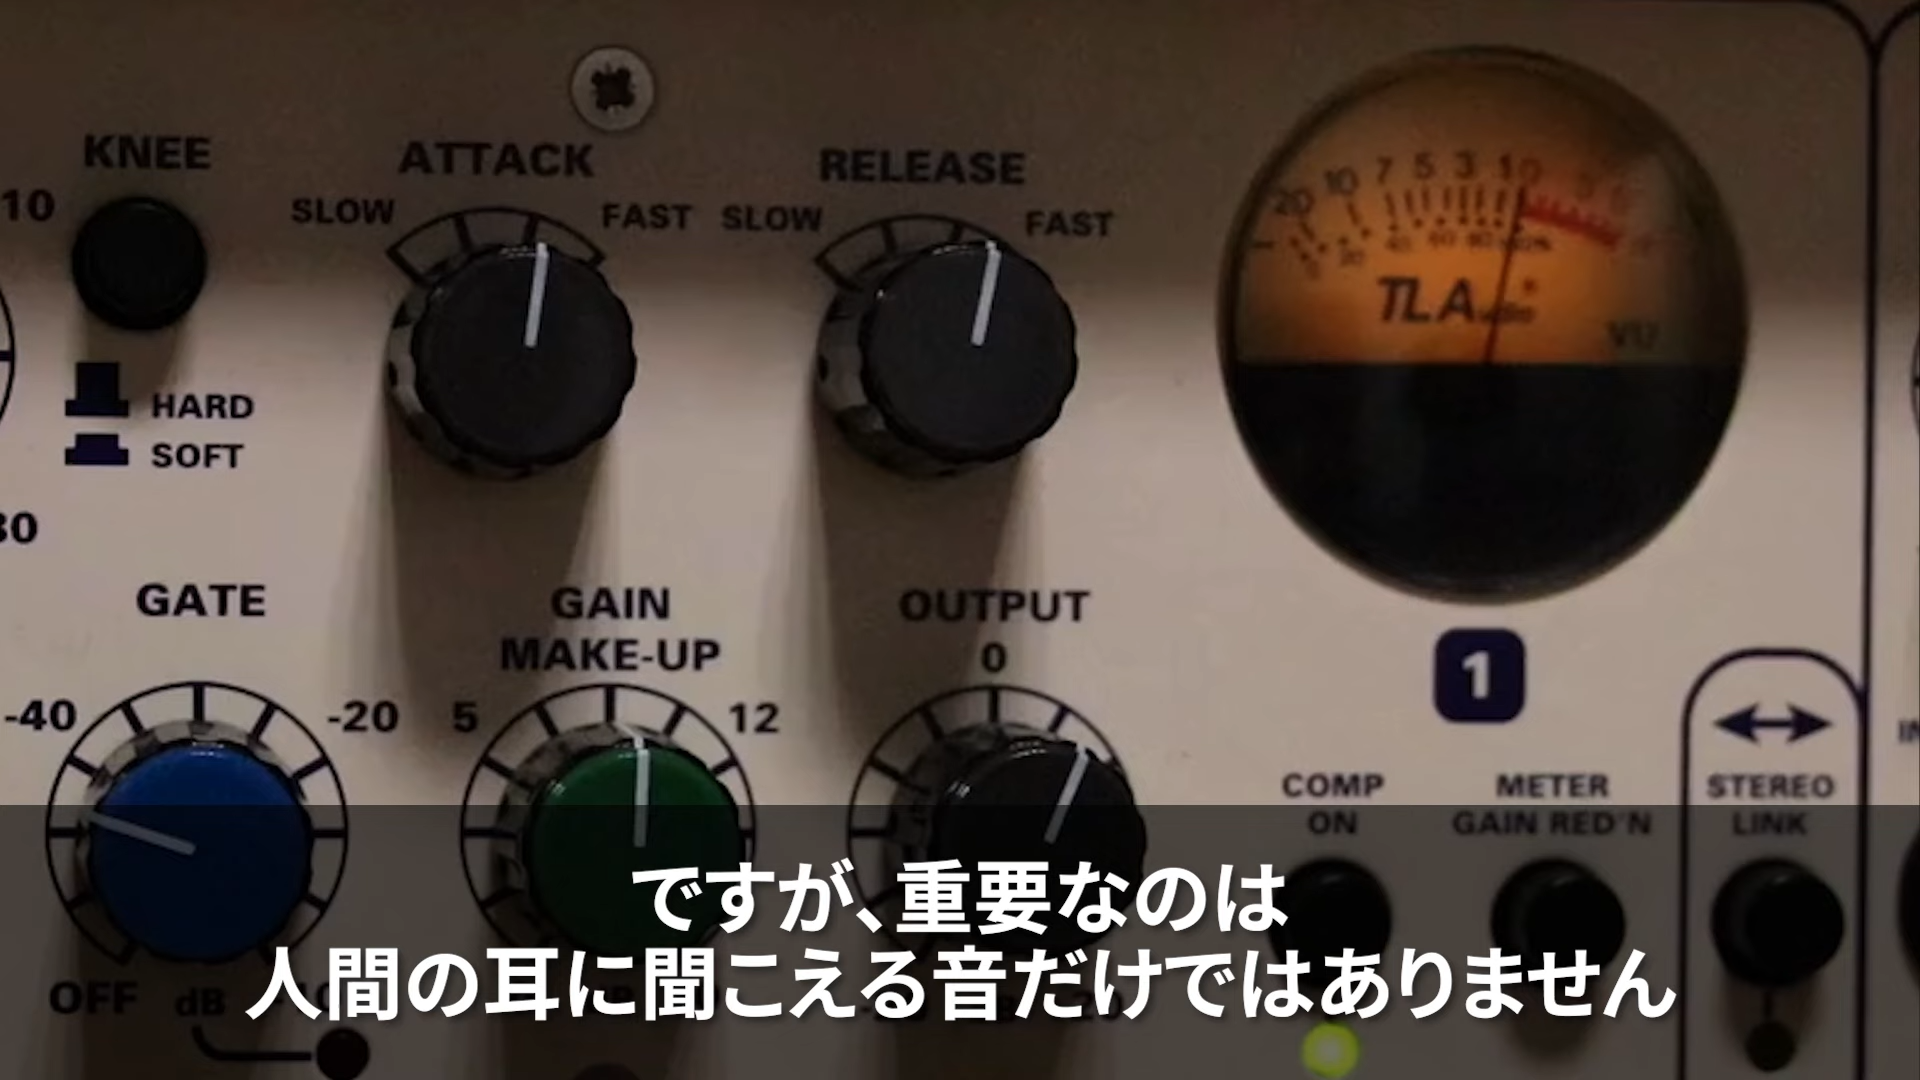 KNEE
ATTACK
RELEASE
10
SLOW
FAST
SLOW
FAST
20 10 7 5 3 1 0
TLA
VU
HARD
SOFT
30
GATE
GAIN
MAKE-UP
OUTPUT
0
1
-40
-20
5
12
COMP
ON
METER
GAIN RED'N
STEREO
LINK
OFF
dB
ですが、重要なのは
人間の耳に聞こえる音だけではありません